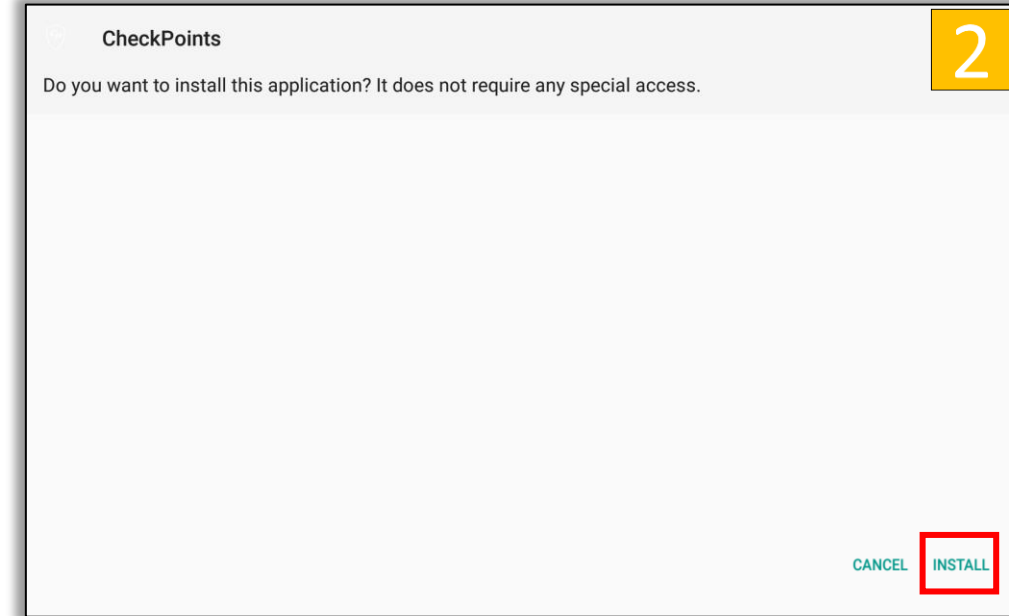 CheckPoints
2
Do you want to install this application? It does not require any special access.
CANCEL INSTALL